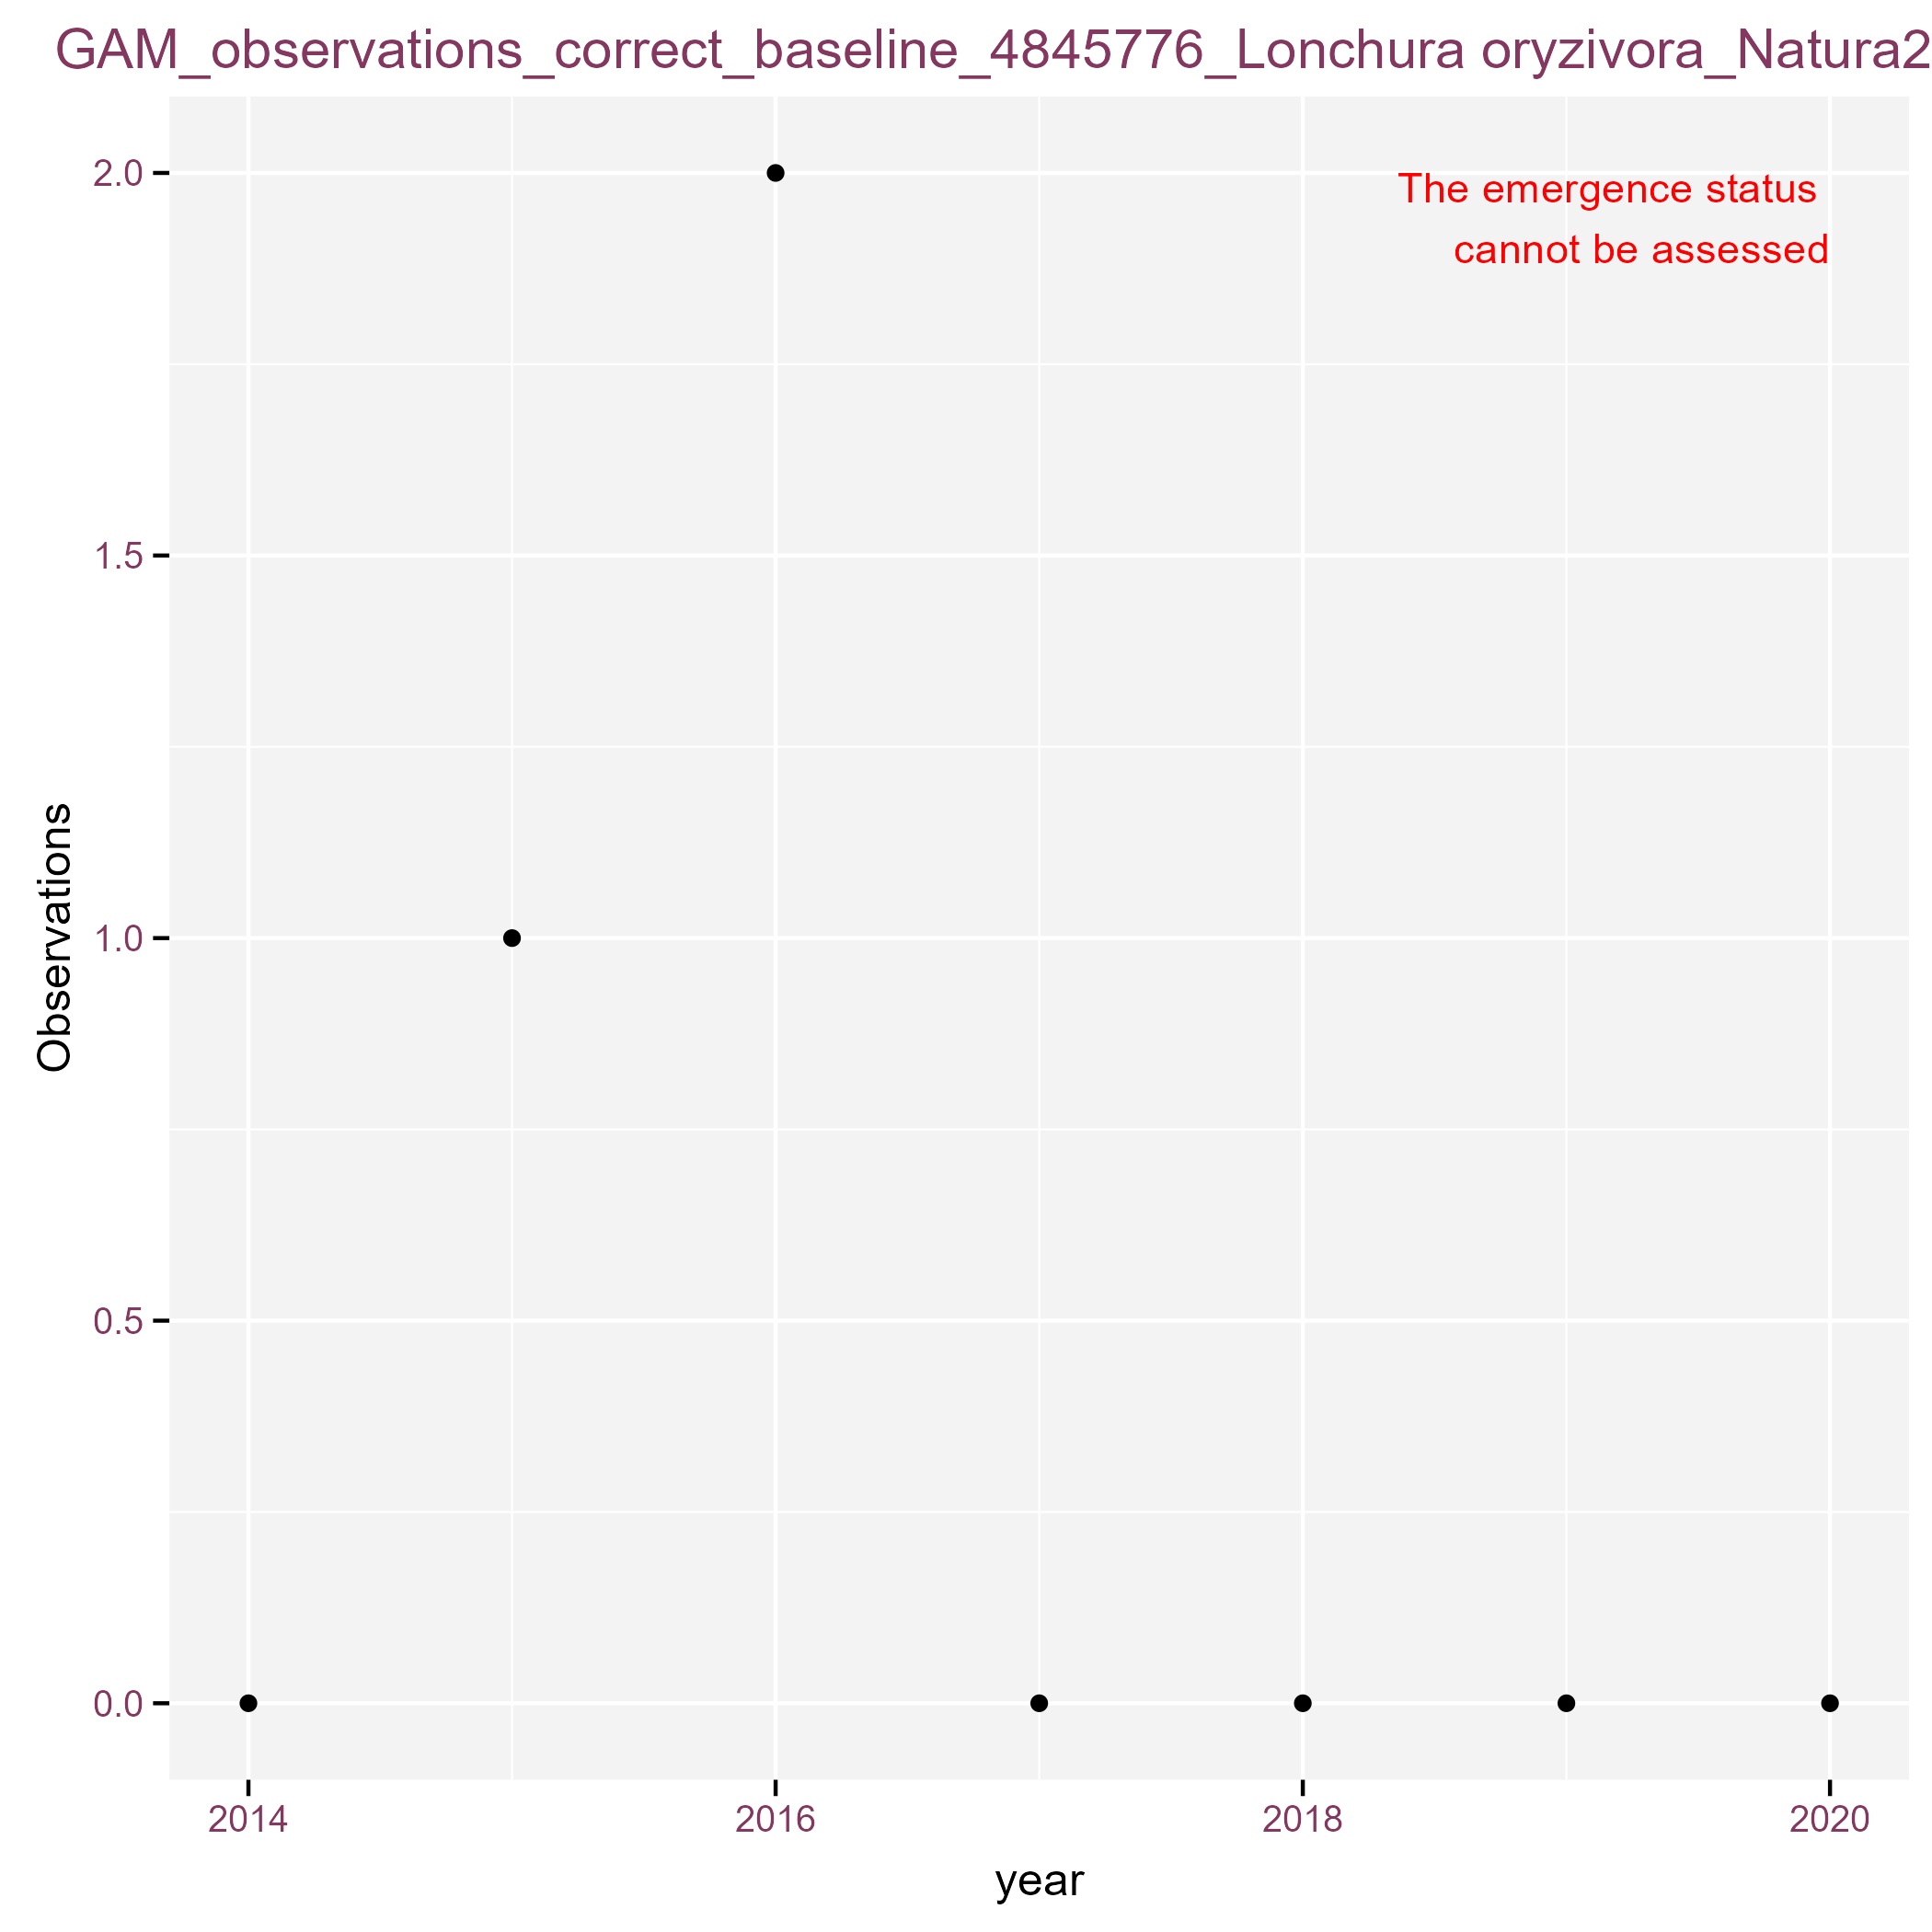 GAM_observations_correct_baseline_4845776_Lonchura oryzivora_Natura2
The emergence status
cannot be assessed
2.0
1.5
1.0
0.5
0.0
Observations
2014 2016 2018 2020
year